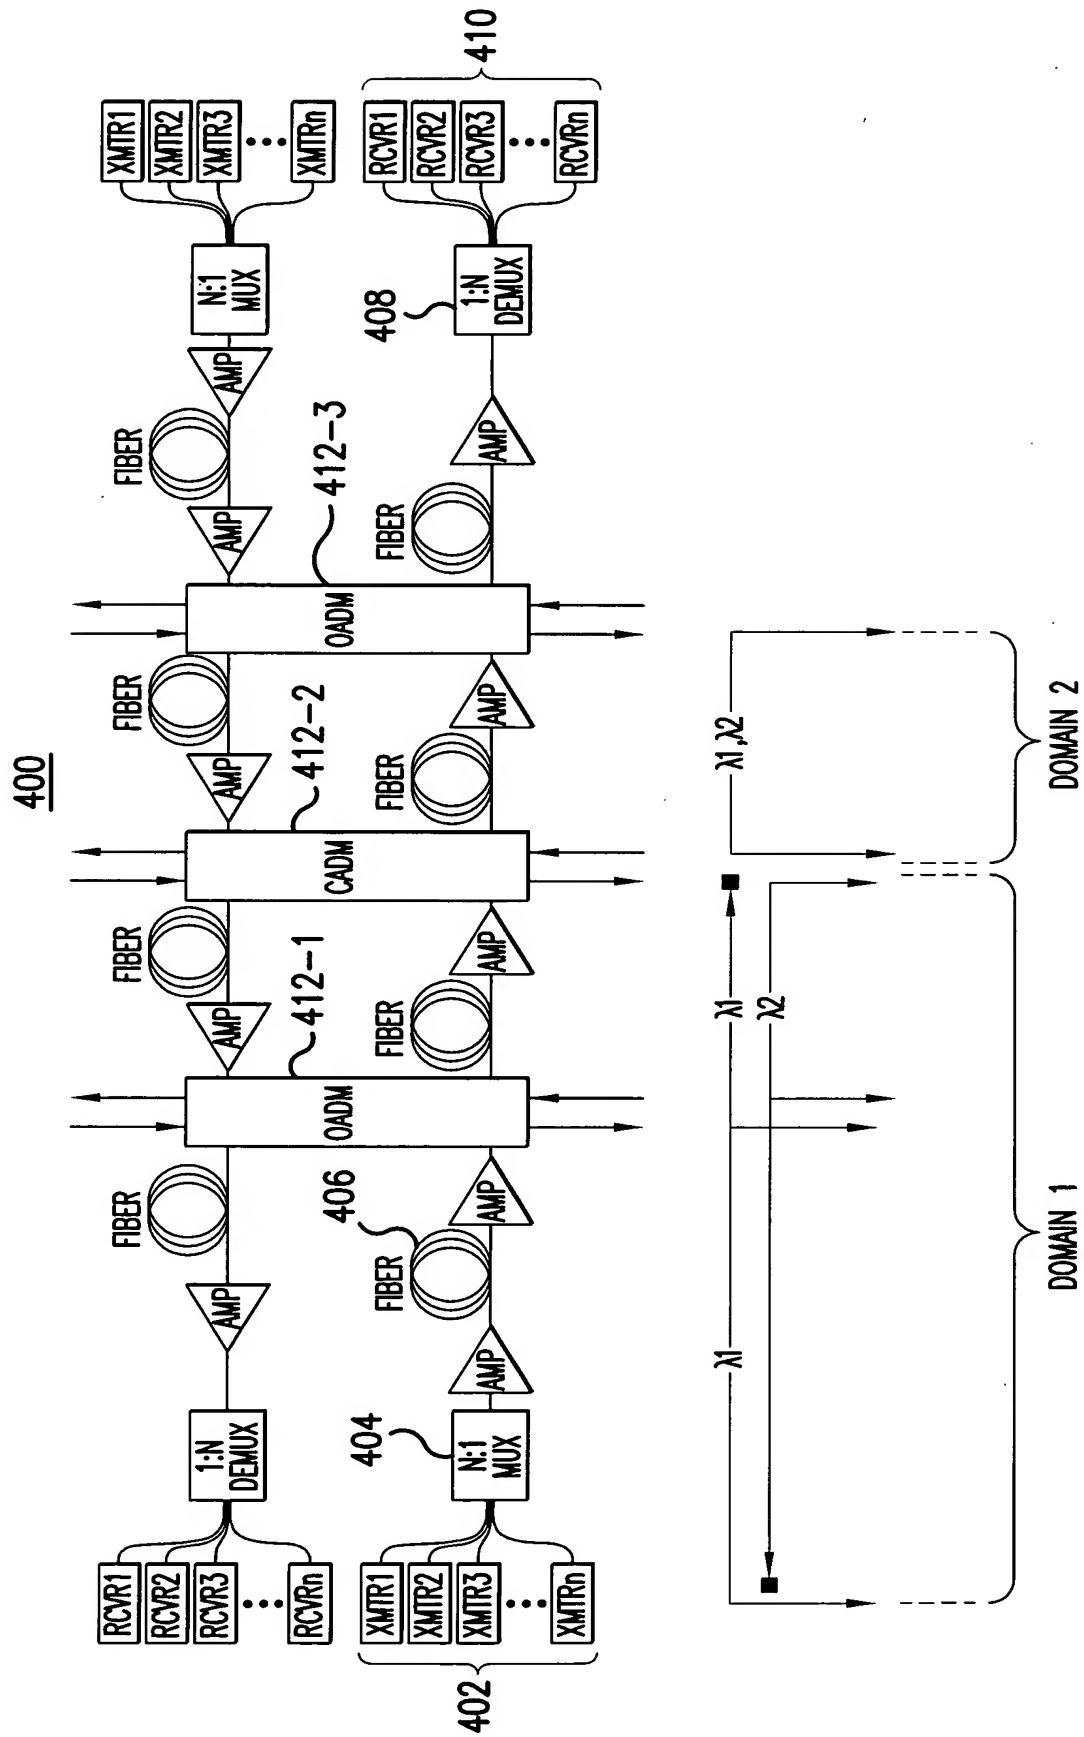 400
RCVR1
RCVR2
RCVR3
RCVRn
1:N
DEMUX
AMP
FIBER
AMP
FIBER
AMP
FIBER
AMP
FIBER
AMP
N:1
MUX
XMTR1
XMTR2
XMTR3
XMTRn
OADM
412-1
CADM
412-2
OADM
412-3
402
XMTR1
XMTR2
XMTR3
XMTRn
404
N:1
MUX
AMP
FIBER
406
AMP
FIBER
AMP
FIBER
AMP
FIBER
AMP
408
1:N
DEMUX
RCVR1
RCVR2
RCVR3
RCVRn
410
λ1
λ1
λ2
λ1,λ2
DOMAIN 1
DOMAIN 2